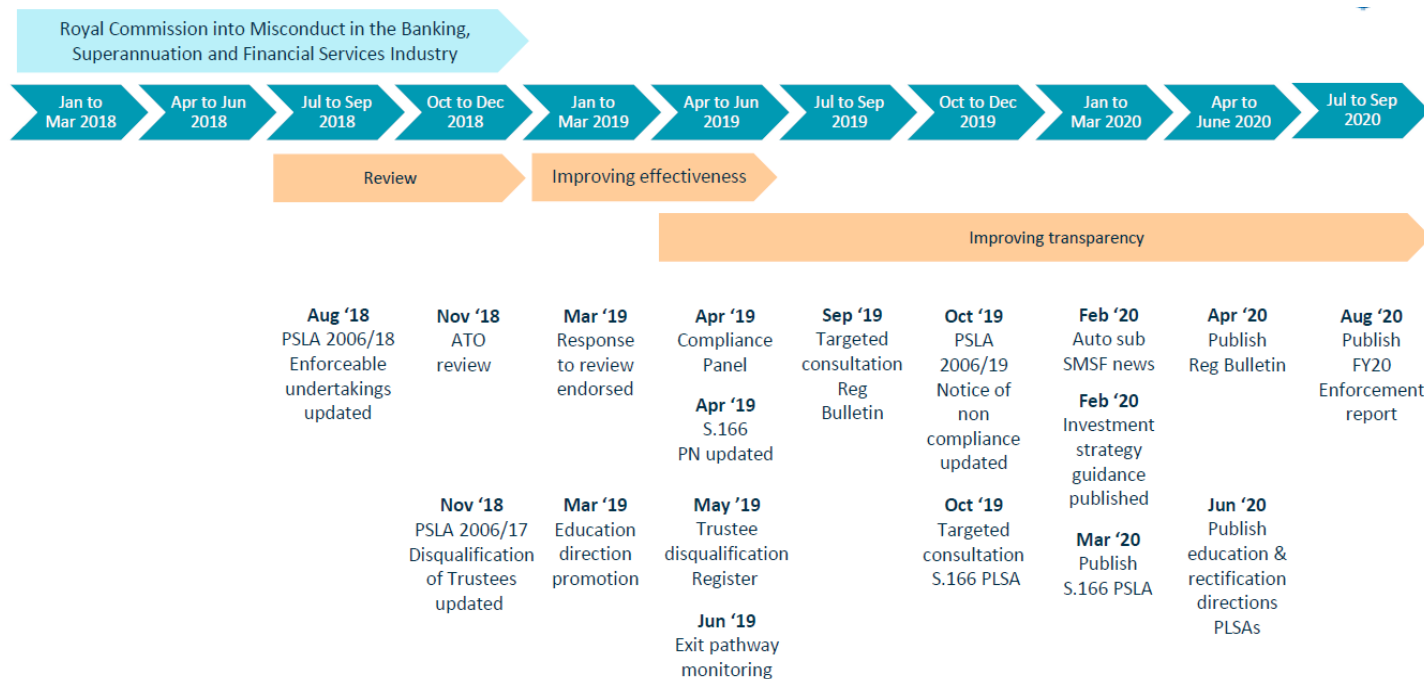 Royal Commission into Misconduct in the Banking,
Superannuation and Financial Services Industry
Jan to
Mar 2018
Apr to Jun
2018
Jul to Sep
2018
Oct to Dec
2018
Jan to
Mar 2019
Apr to Jun
2019
Jul to Sep
2019
Oct to Dec
2019
Jan to
Mar 2020
Apr to
June 2020
Jul to Sep
2020
Review
Improving effectiveness
Improving transparency
Aug ‘18
PSLA 2006/18
Enforceable
undertakings
updated
Nov ‘18
ATO
review
Nov ‘18
PSLA 2006/17
Disqualification
of Trustees
updated
Mar ‘19
Response
to review
endorsed
Mar ‘19
Education
direction
promotion
Apr ‘19
Compliance
Panel
Apr ‘19
S.166
PN updated
May ’19
Trustee
disqualification
Register
Jun ‘19
Exit pathway
monitoring
Sep ‘19
Targeted
consultation
Reg
Bulletin
Oct ‘19
PSLA
2006/19
Notice of
non
compliance
updated
Oct ‘19
Targeted
consultation
S.166 PLSA
Feb ‘20
Auto sub
SMSF news
Feb ‘20
Investment
strategy
guidance
published
Mar ‘20
Publish
S.166 PSLA
Apr ‘20
Publish
Reg Bulletin
Jun ‘20
Publish
education &
rectification
directions
PLSAs
Aug ‘20
Publish
FY20
Enforcement
report